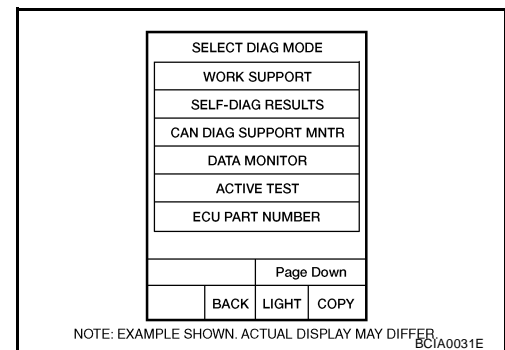 SELECT DIAG MODE
WORK SUPPORT
SELF-DIAG RESULTS
CAN DIAG SUPPORT MNTR
DATA MONITOR
ACTIVE TEST
ECU PART NUMBER
Page Down
BACK LIGHT COPY
NOTE: EXAMPLE SHOWN. ACTUAL DISPLAY MAY DIFFER.
BCIA0031E